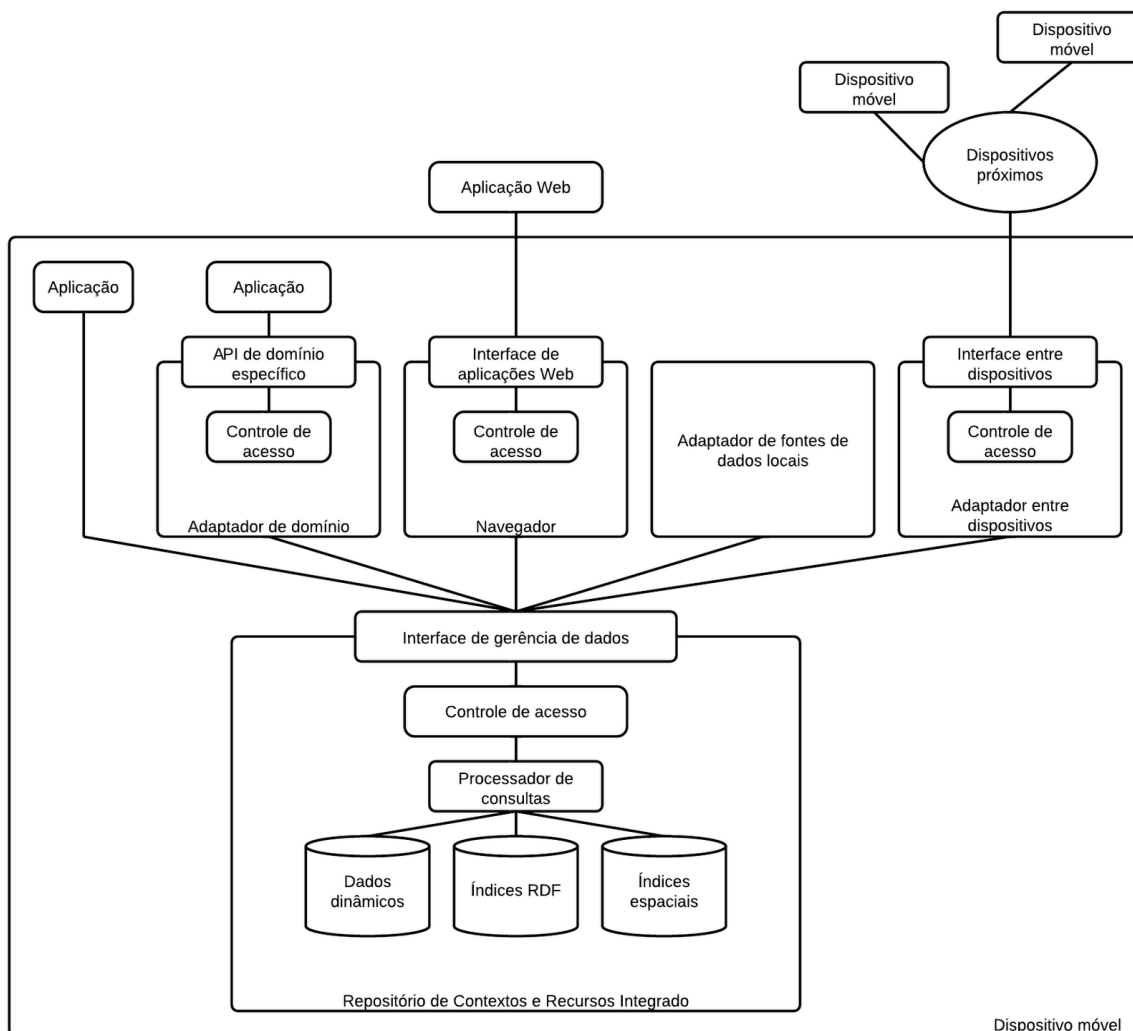 Dispositivo
móvel
Dispositivo
móvel
Dispositivos
próximos
Aplicação Web
Aplicação
Aplicação
API de domínio
específico
Interface de
aplicações Web
Interface entre
dispositivos
Controle de
acesso
Controle de
acesso
Adaptador de fontes de
dados locais
Controle de
acesso
Adaptador de domínio
Navegador
Adaptador entre
dispositivos
Interface de gerência de dados
Controle de acesso
Processador de
consultas
Dados
dinâmicos
Índices RDF
Índices
espaciais
Repositório de Contextos e Recursos Integrado
Dispositivo móvel